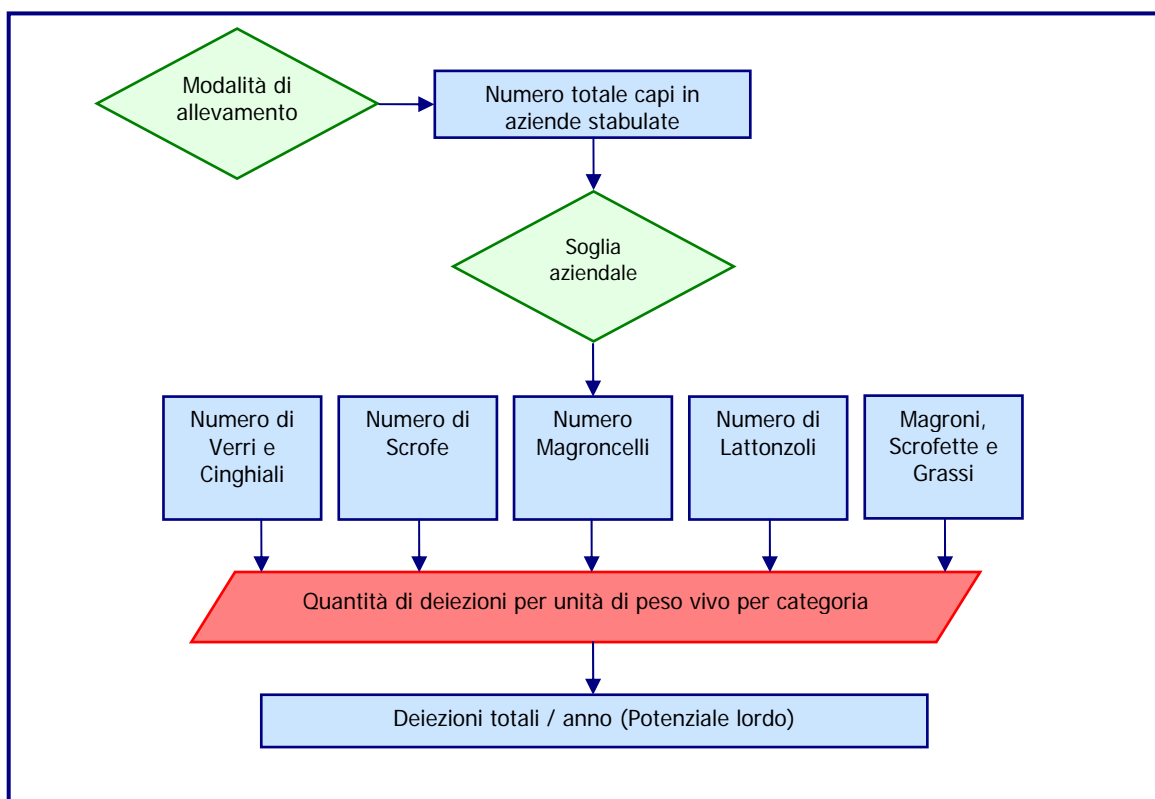 Modalità di
allevamento
Numero totale capi in
aziende stabulate
Soglia
aziendale
Numero di
Verri e
Cinghiali
Numero di
Scrofe
Numero
Magroncelli
Numero di
Lattonzoli
Magroni,
Scrofette e
Grassi
Quantità di deiezioni per unità di peso vivo per categoria
Deiezioni totali / anno (Potenziale lordo)